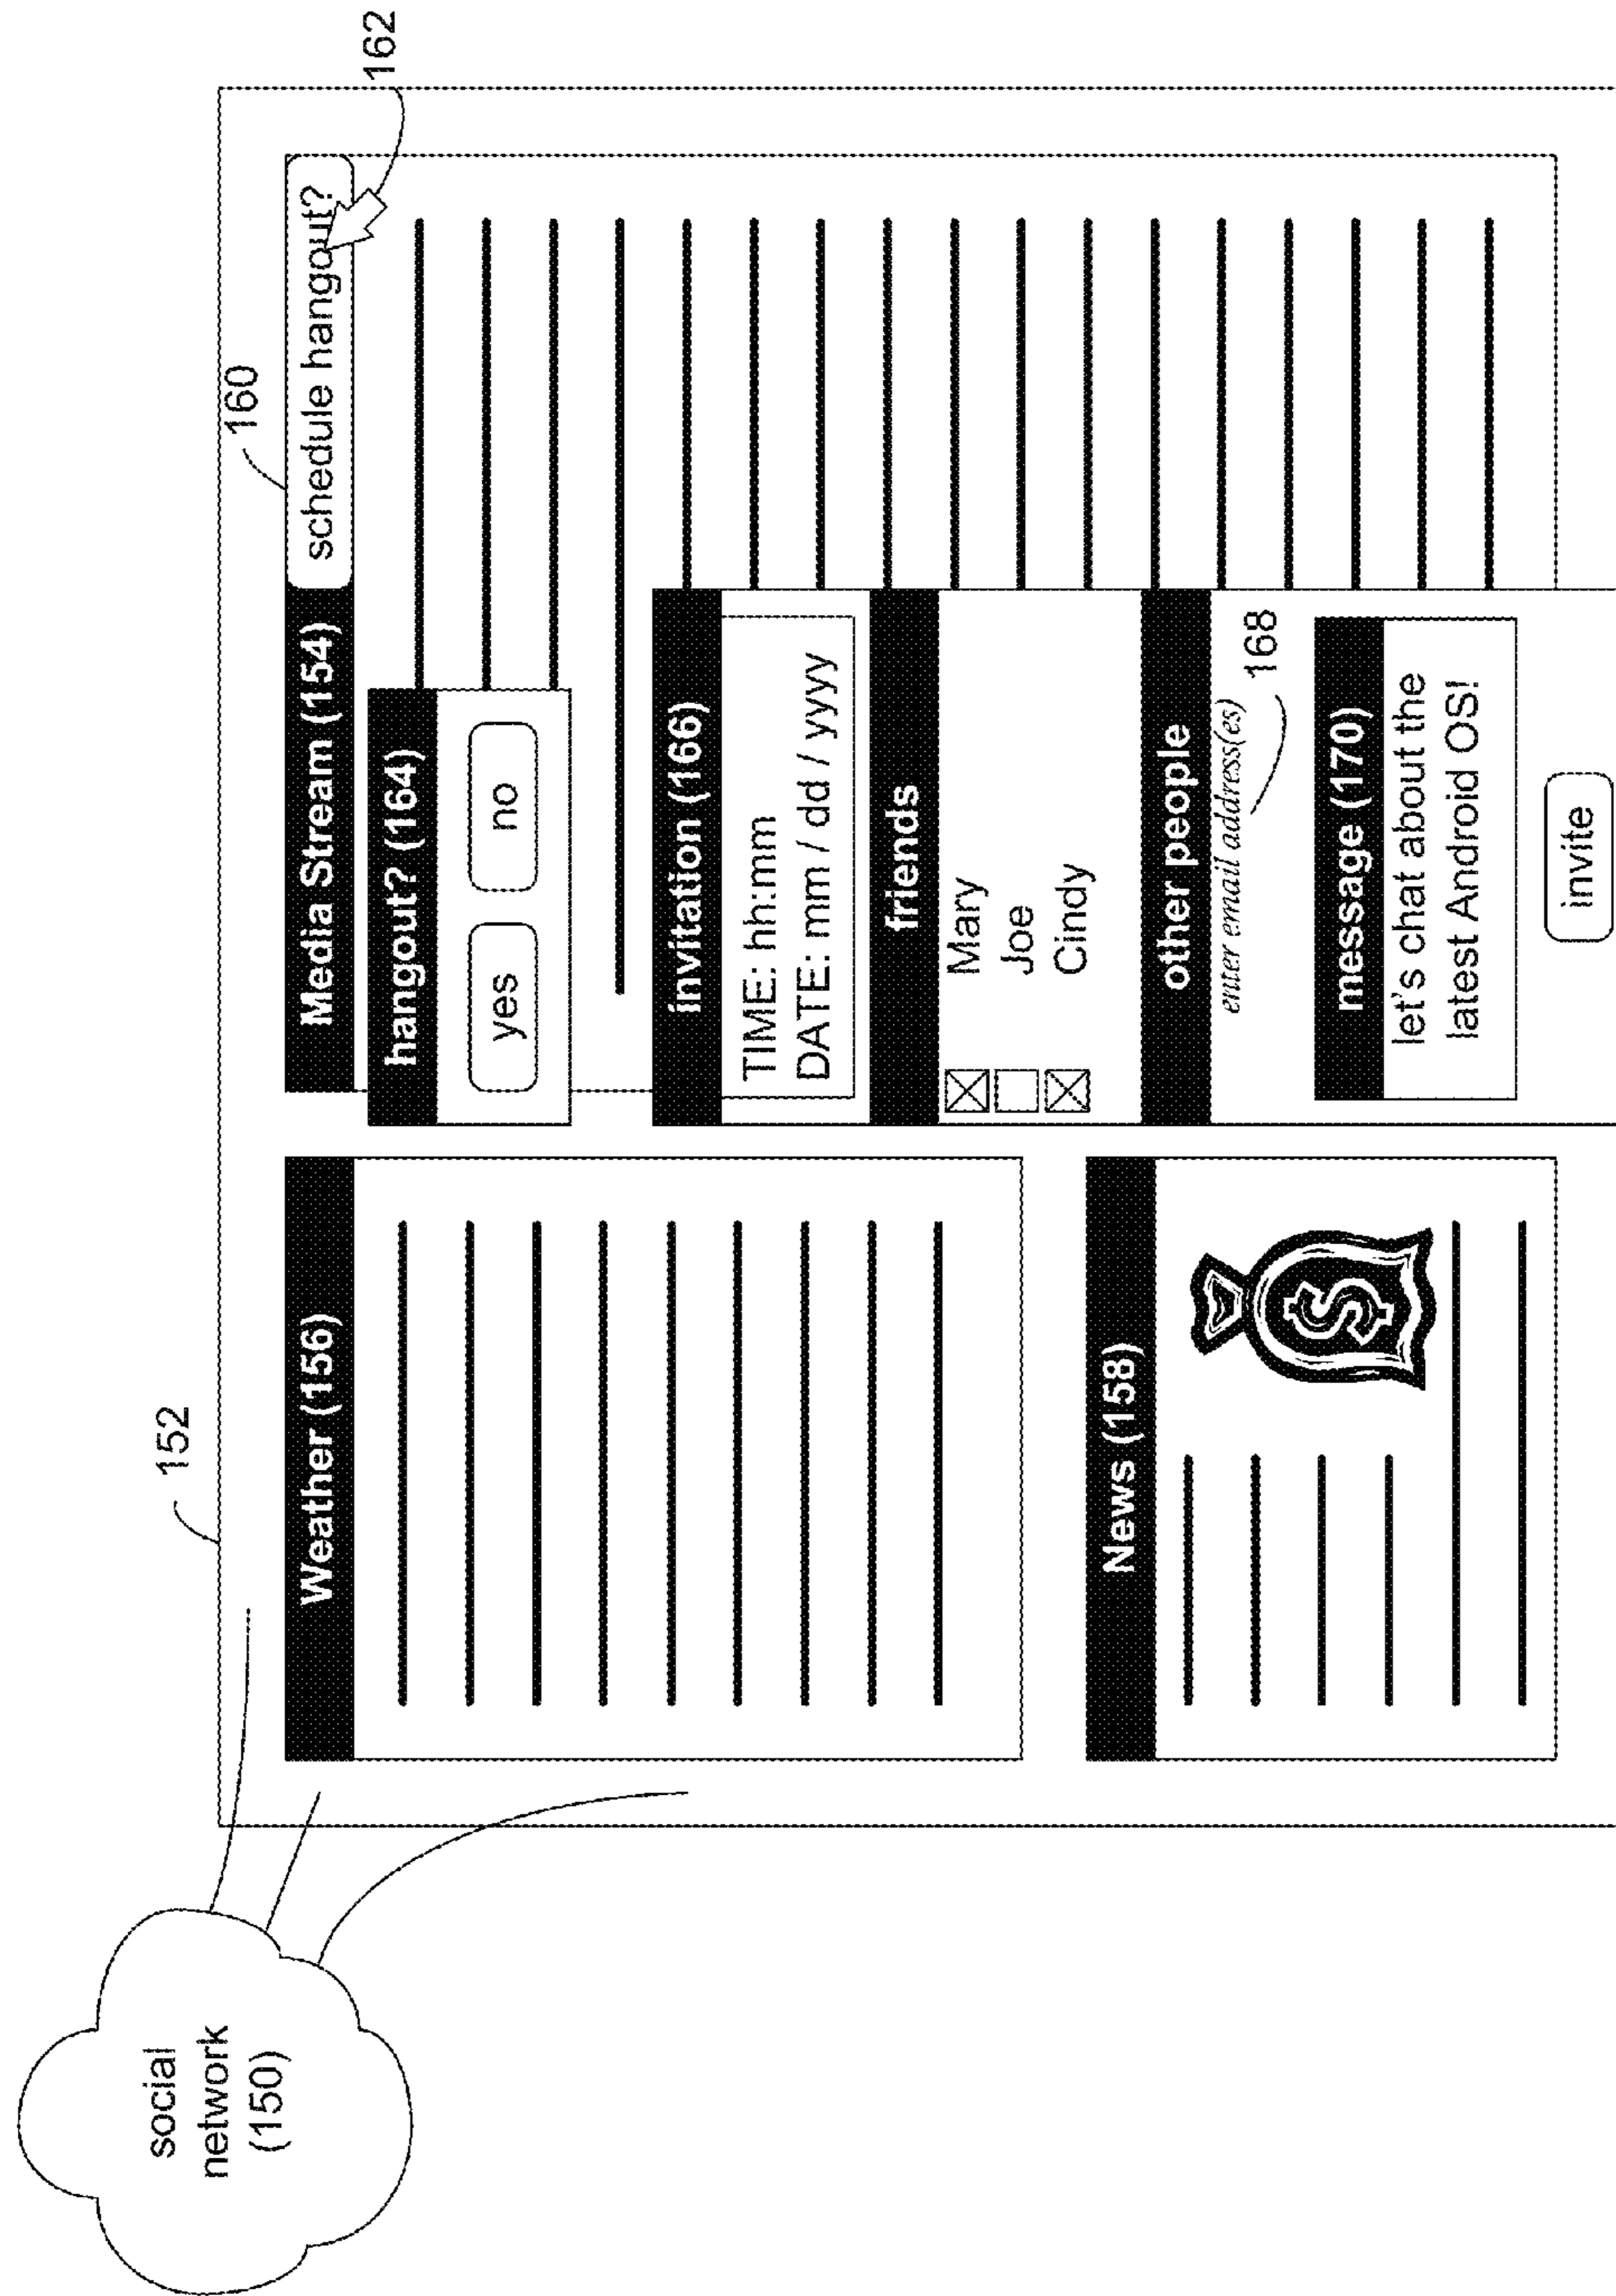 social
network
(150)
152
Weather (156)
News (158)
$
160
Media Stream (154)
schedule hangout?
162
hangout? (164)
yes
no
invitation (166)
TIME: hh:mm
DATE: mm / dd / yyyy
friends
Mary
Joe
Cindy
other people
enter email address(es)
168
message (170)
let's chat about the
latest Android OS!
invite